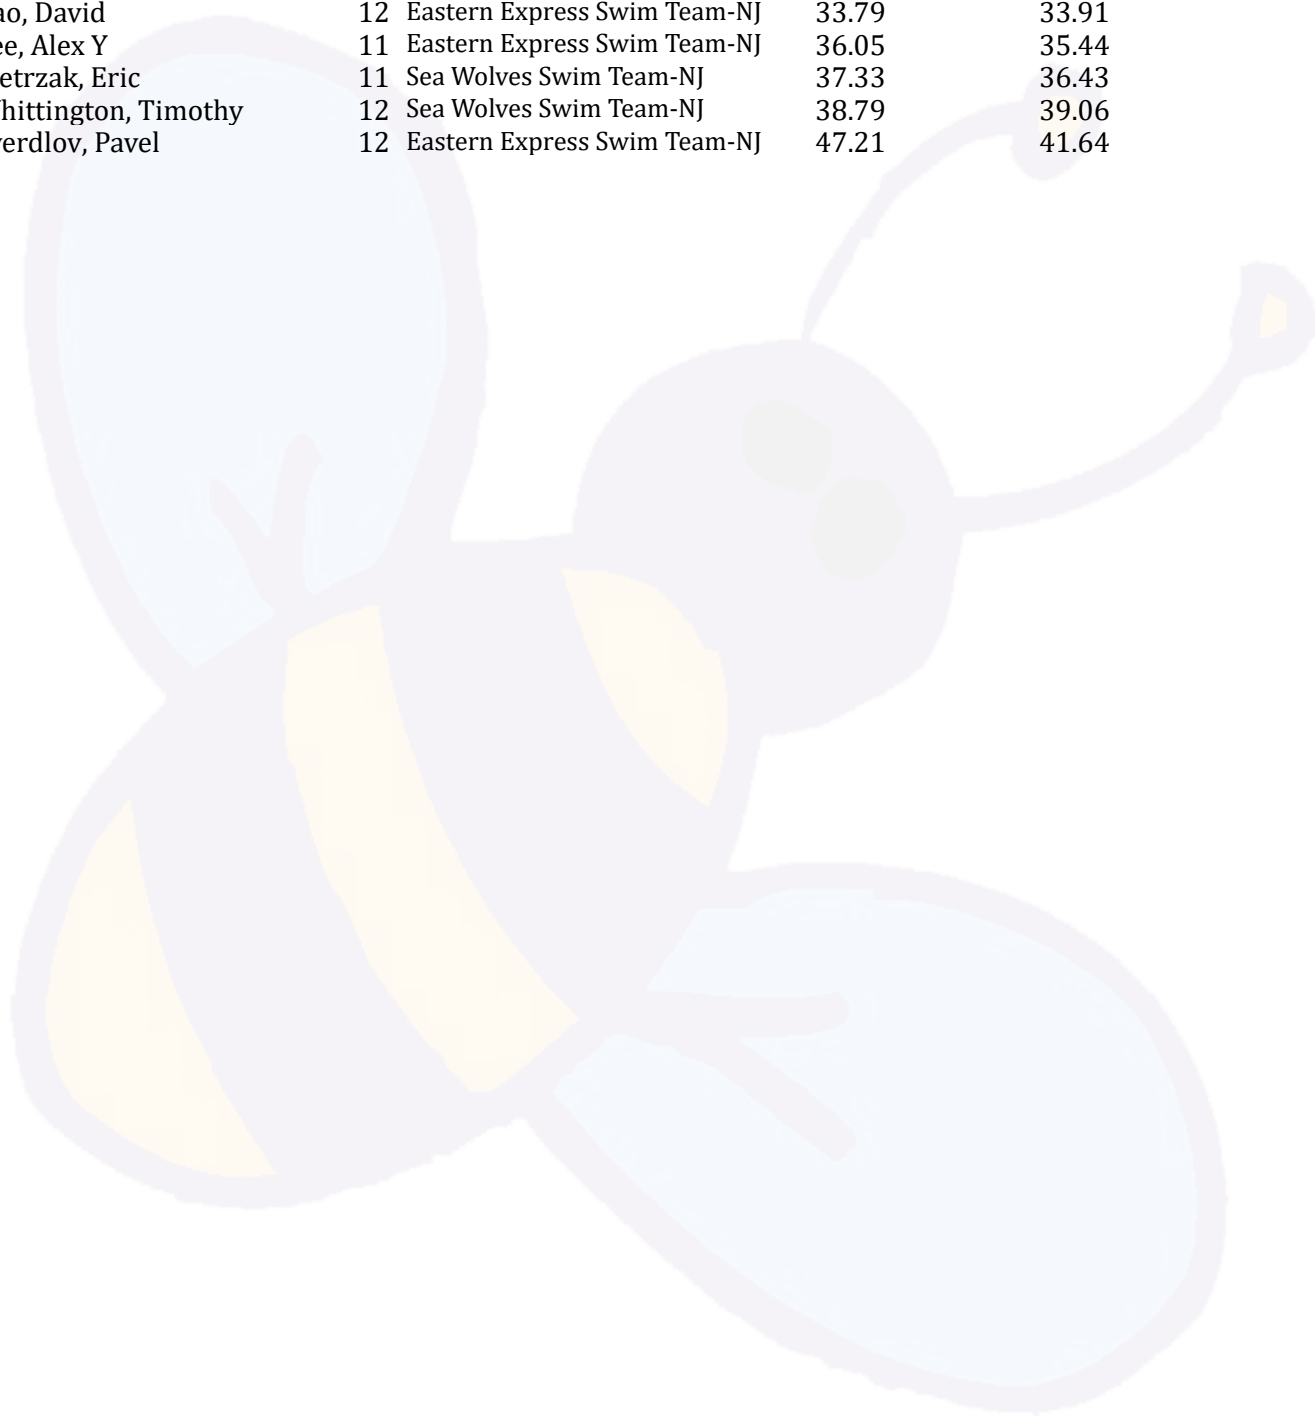 ao, David 12 Eastern Express Swim Team-NJ 33.79 33.91
ee, Alex Y 11 Eastern Express Swim Team-NJ 36.05 35.44
etrzak, Eric 11 Sea Wolves Swim Team-NJ 37.33 36.43
hittington, Timothy 12 Sea Wolves Swim Team-NJ 38.79 39.06
verdlov, Pavel 12 Eastern Express Swim Team-NJ 47.21 41.64